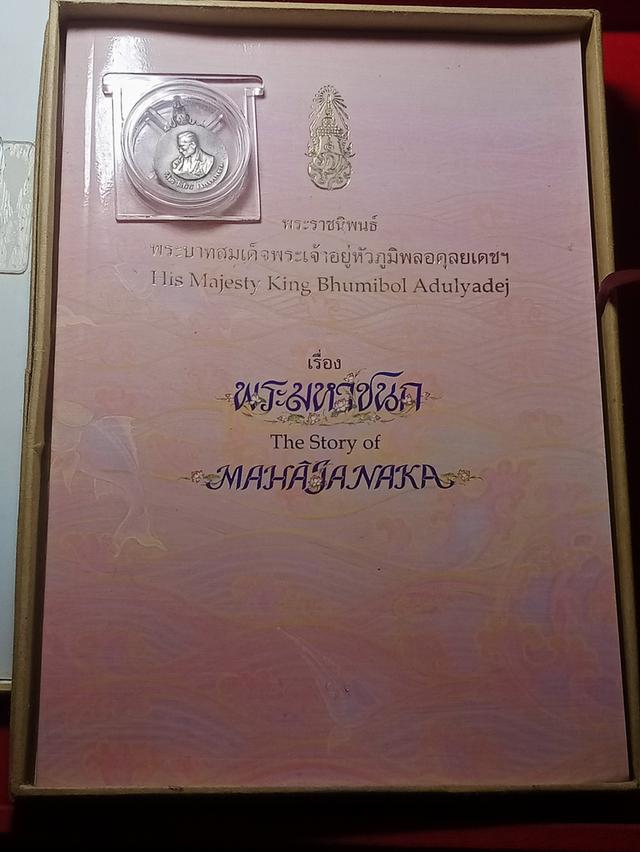 พระราชนิพนธ์
พระบาทสมเด็จพระเจ้าอยู่หัวภูมิพลอดุลยเดชฯ
His Majesty King Bhumibol Adulyadej
เรื่อง
พระมหาชนก
The Story of
MAHĀJANAKA